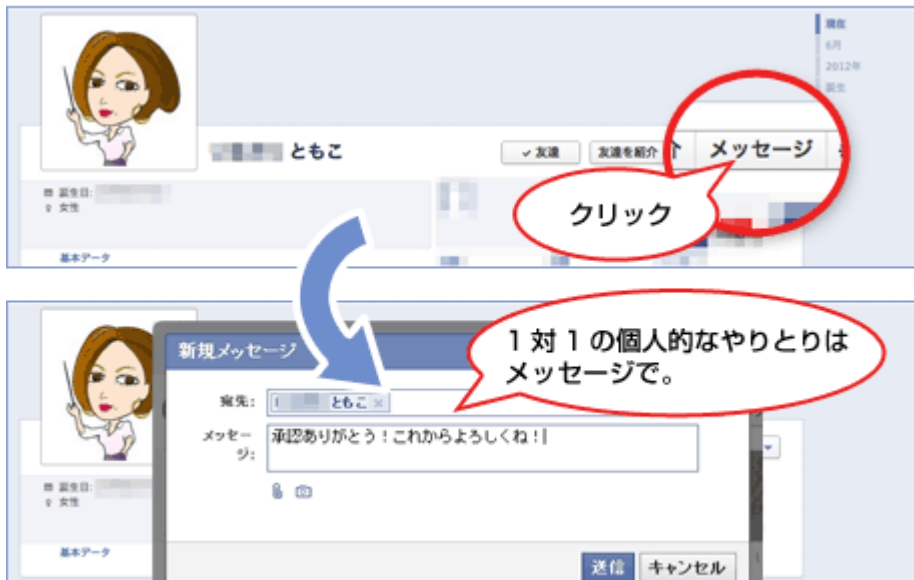 現在
6月
2012年
誕生
ともこ
✓友達
友達を紹介
介
メッセージ
クリック
誕生日:
♀ 女性
基本データ
新規メッセージ
1対1の個人的なやりとりは
メッセージで。
宛先:
ともこ ×
メッセー
ジ:
承認ありがとう!これからよろしくね!
誕生日:
♀ 女性
基本データ
送信
キャンセル